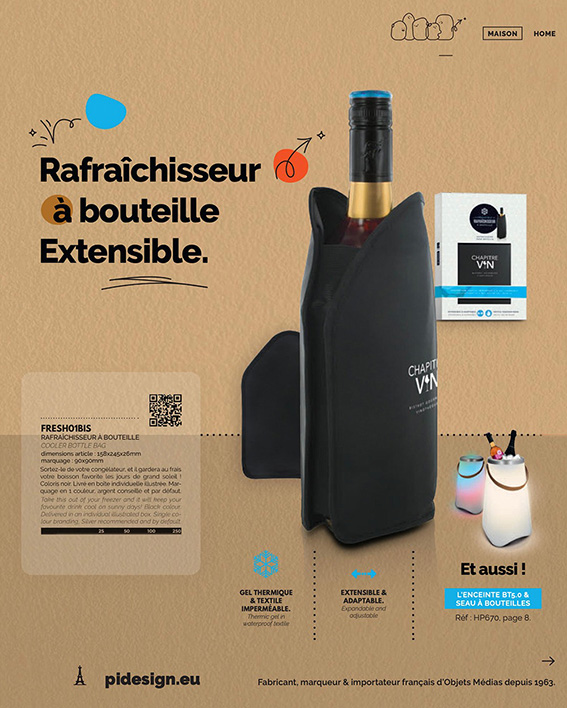 MAISON HOME
Rafraîchisseur
à bouteille
Extensible.
CHAPITRE
VIN
CHAPITRE
VIN
FRESH01BIS
RAFRAÎCHISSEUR À BOUTEILLE
COOLER BOTTLE BAG
dimensions article : 158x245x26mm
marquage : 90x90mm
Sortez-le de votre congélateur, et il gardera au frais
votre boisson favorite les jours de grand soleil !
Coloris noir. Livré en boite individuelle illustrée. Mar-
quage en 1 couleur, argent conseillé et par défaut.
Take this out of your freezer and it will keep your
favourite drink cool on sunny days! Black colour.
Delivered in an individual illustrated box. Single co-
lour branding. Silver recommended and by default.
25 50 100 250
GEL THERMIQUE
& TEXTILE
IMPERMÉABLE.
Thermic gel in
waterproof textile
EXTENSIBLE &
ADAPTABLE.
Expandable and
adjustable
Et aussi !
L'ENCEINTE BT5.0 &
SEAU À BOUTEILLES
Réf : HP670, page 8.
pidesign.eu
Fabricant, marqueur & importateur français d'Objets Médias depuis 1963.